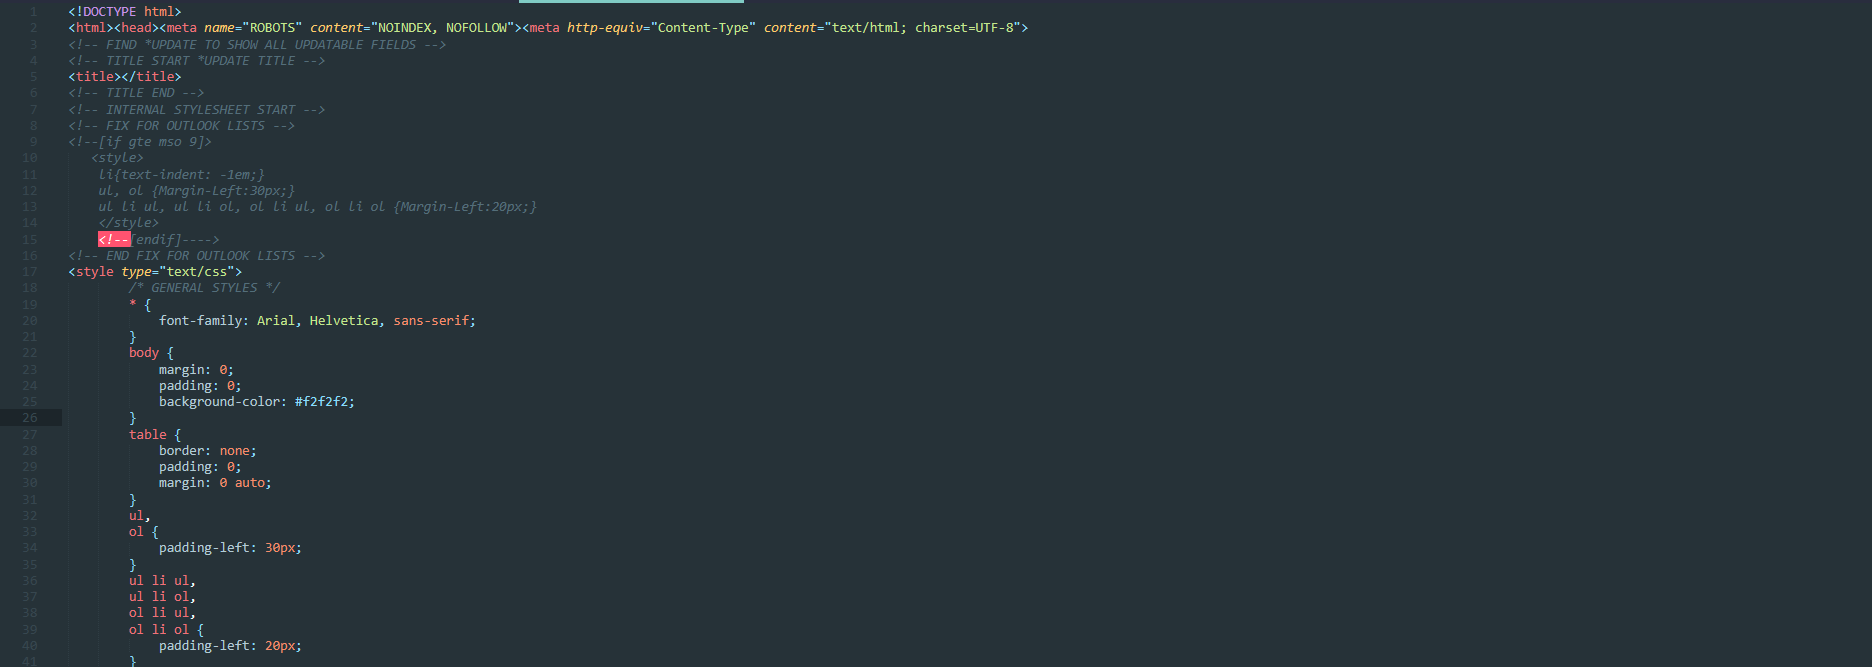 1 <!DOCTYPE html>
2 <html><head><meta name="ROBOTS" content="NOINDEX, NOFOLLOW"><meta http-equiv="Content-Type" content="text/html; charset=UTF-8">
3 <!-- FIND *UPDATE TO SHOW ALL UPDATABLE FIELDS -->
4 <!-- TITLE START *UPDATE TITLE -->
5 <title></title>
6 <!-- TITLE END -->
7 <!-- INTERNAL STYLESHEET START -->
8 <!-- FIX FOR OUTLOOK LISTS -->
9 <!--[if gte mso 9]>
10 <style>
11 li{text-indent: -1em;}
12 ul, ol {Margin-Left:30px;}
13 ul li ul, ul li ol, ol li ul, ol li ol {Margin-Left:20px;}
14 </style>
15 <!--[endif]---->
16 <!-- END FIX FOR OUTLOOK LISTS -->
17 <style type="text/css">
18 /* GENERAL STYLES */
19 * {
20 font-family: Arial, Helvetica, sans-serif;
21 }
22 body {
23 margin: 0;
24 padding: 0;
25 background-color: #f2f2f2;
26 }
27 table {
28 border: none;
29 padding: 0;
30 margin: 0 auto;
31 }
32 ul,
33 ol {
34 padding-left: 30px;
35 }
36 ul li ul,
37 ul li ol,
38 ol li ul,
39 ol li ol {
40 padding-left: 20px;
41 }